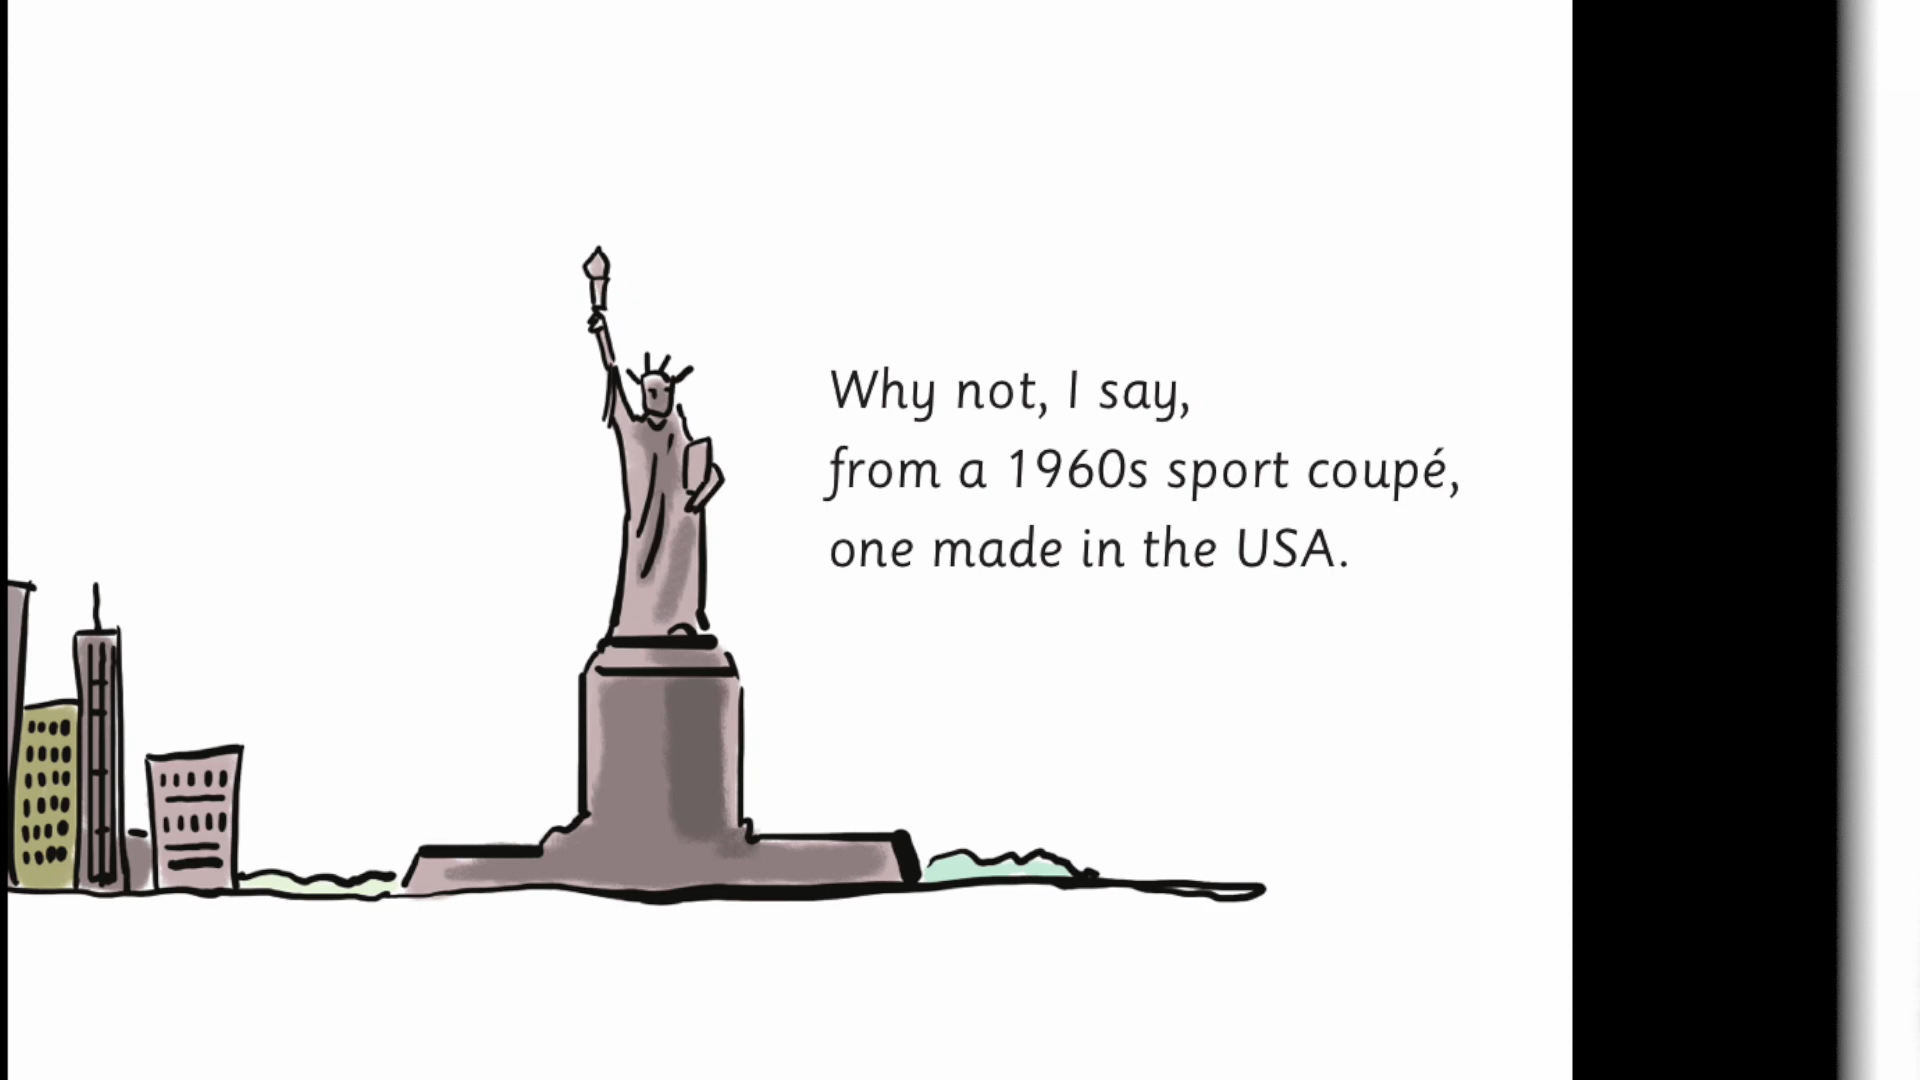 Why not, I say,
from a 1960s sport coupé,
one made in the USA.